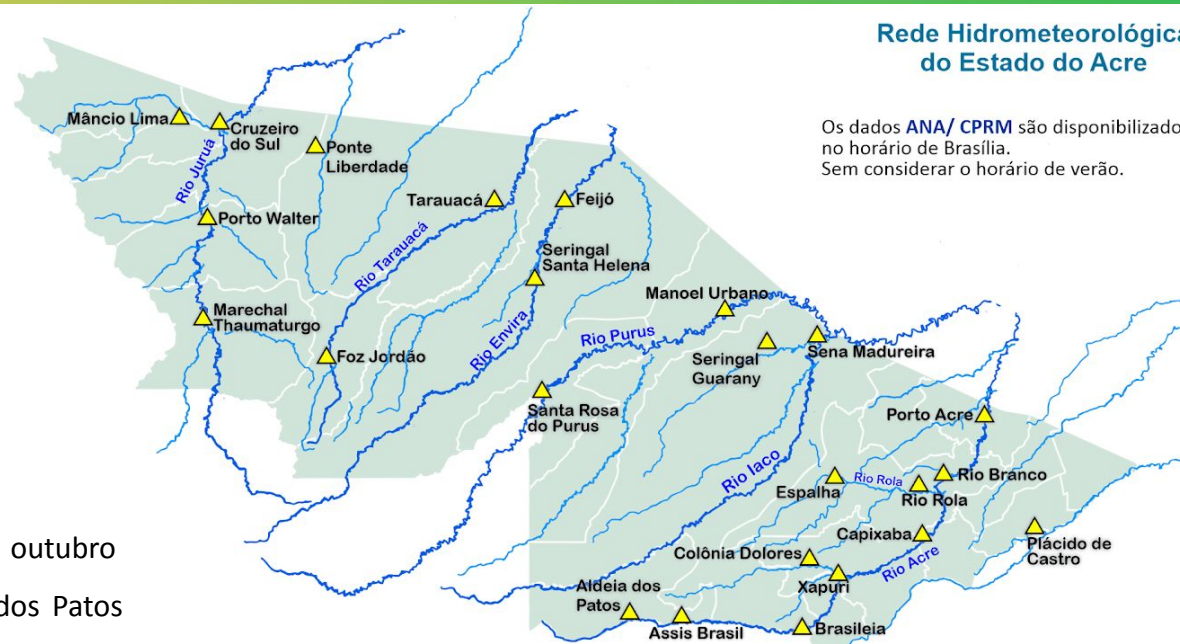 Rede Hidrometeorológica
do Estado do Acre
Os dados ANA/ CPRM são disponibilizado
no horário de Brasília.
Sem considerar o horário de verão.
Mâncio Lima
Cruzeiro
do Sul
Ponte
Liberdade
Rio Juruá
Porto Walter
Tarauacá
Feijó
Rio Tarauacá
Seringal
Santa Helena
Marechal
Thaumaturgo
Foz Jordão
Rio Envira
Manoel Urbano
Rio Purus
Seringal
Guarany
Sena Madureira
Santa Rosa
do Purus
Porto Acre
Rio Iaco
Espalha
Rio Rola
Rio Rola
Rio Branco
Capixaba
Plácido de
Castro
Colônia Dolores
Rio Acre
Xapuri
Aldeia dos
Patos
Assis Brasil
Brasileia
outubro
dos Patos